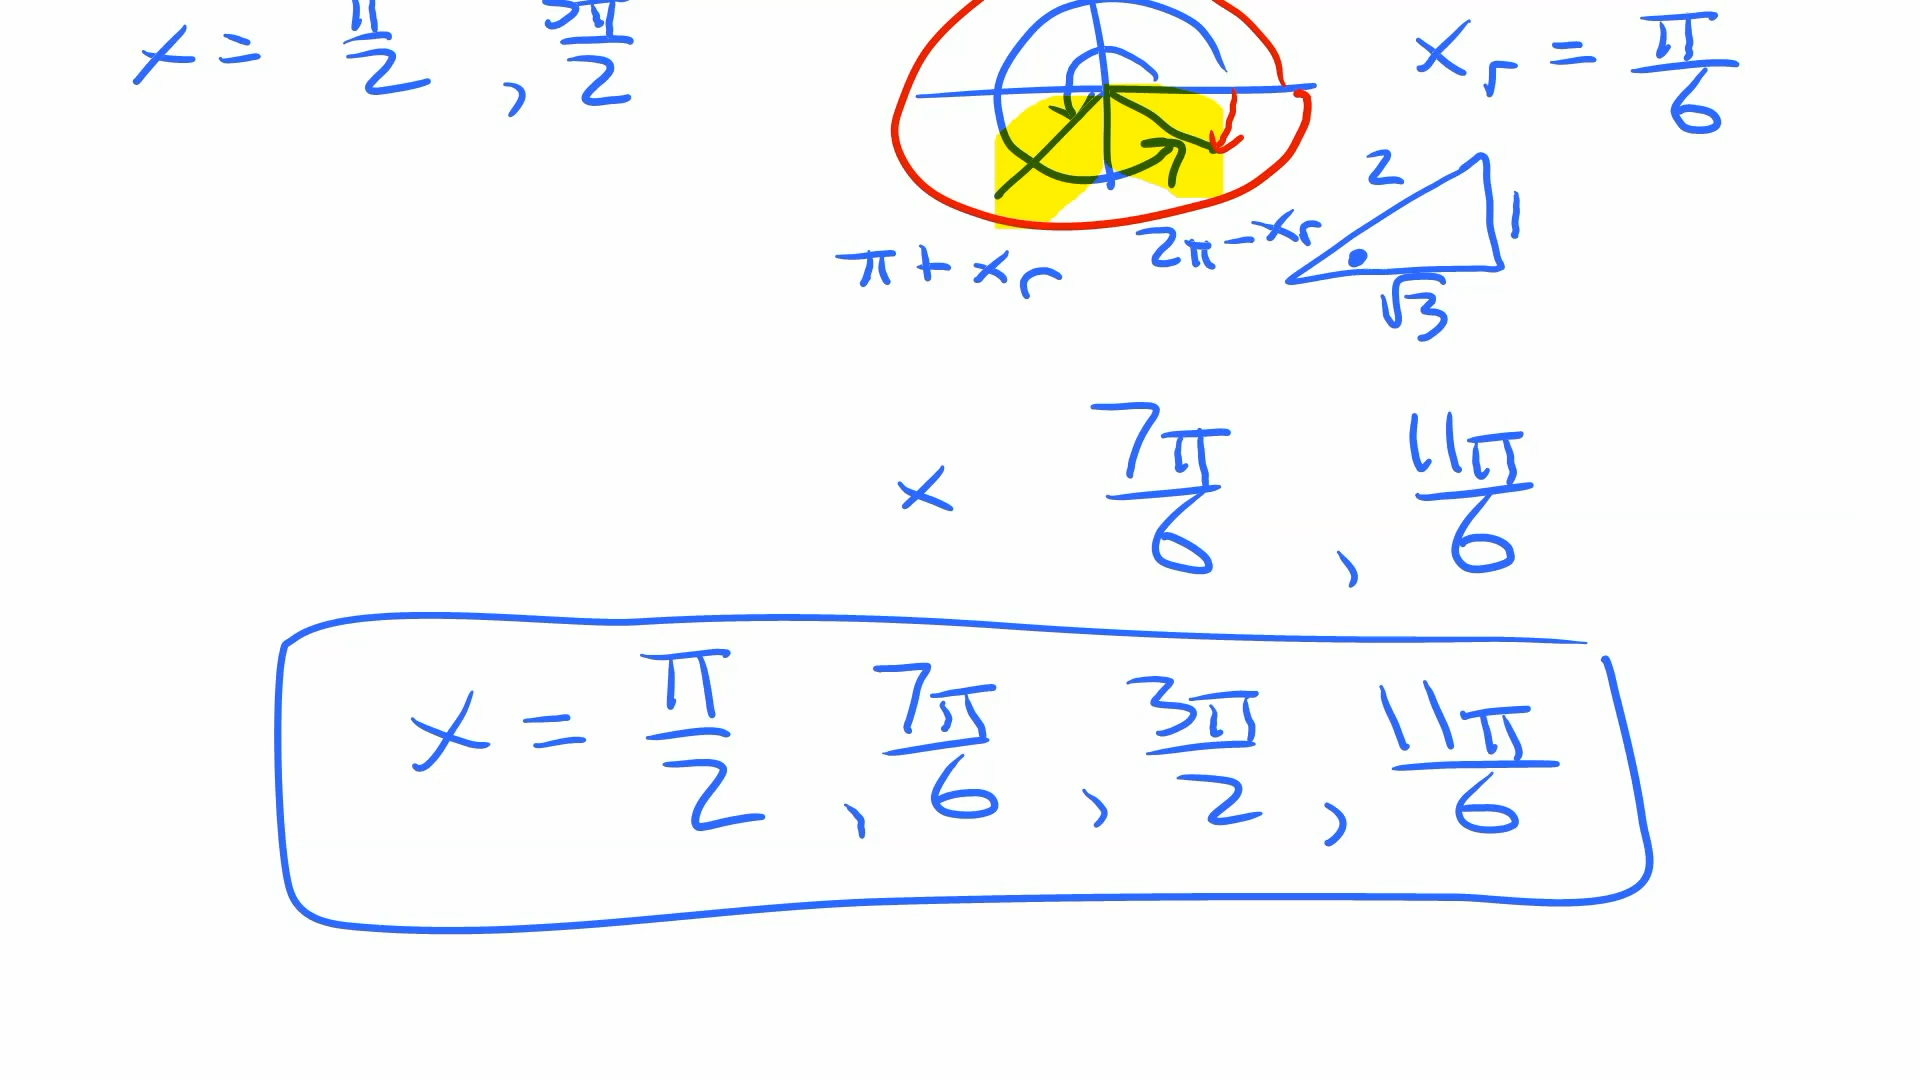 x = π/2 , 3π/2
x_r = π/6
2
1
√3
π + x_r
2π - x_r
x 7π/6 , 11π/6
x = π/2 , 7π/6 , 3π/2 , 11π/6